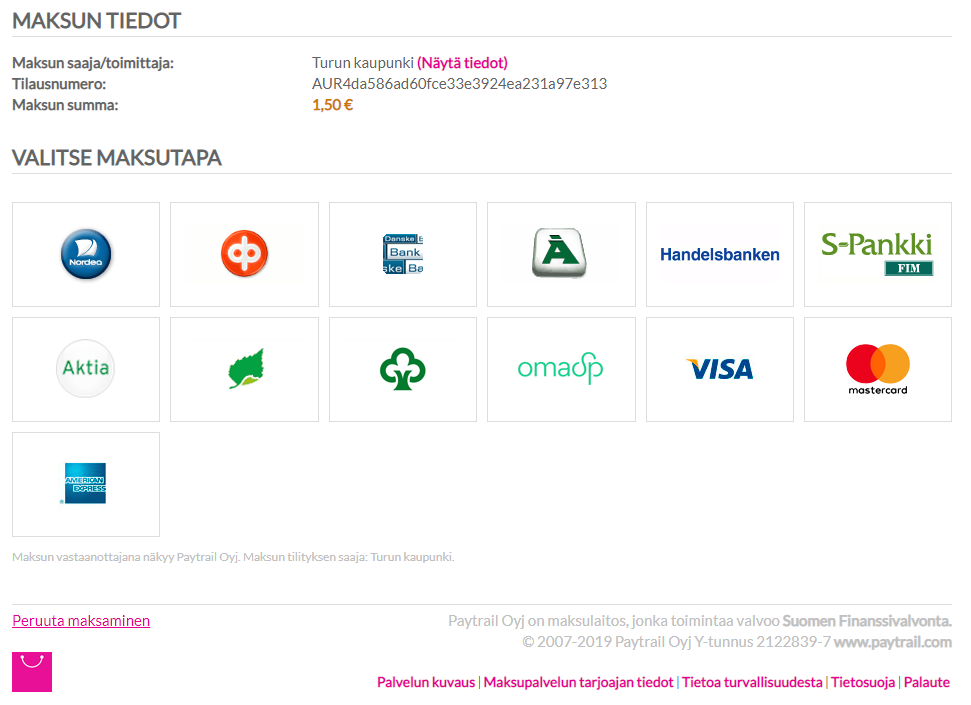 MAKSUN TIEDOT
Maksun saaja/toimittaja: Turun kaupunki (Näytä tiedot)
Tilausnumero: AUR4da586ad60fce33e3924ea231a97e313
Maksun summa: 1,50 €
VALITSE MAKSUTAPA
Nordea
Danske B
Bank
ske Ba
Handelsbanken
S-Pankki
FIM
Aktia
omasp
VISA
mastercard
AMERICAN
EXPRESS
Maksun vastaanottajana näkyy Paytrail Oyj. Maksun tilityksen saaja: Turun kaupunki.
Peruuta maksaminen
Paytrail Oyj on maksulaitos, jonka toimintaa valvoo Suomen Finanssivalvonta.
© 2007-2019 Paytrail Oyj Y-tunnus 2122839-7 www.paytrail.com
Palvelun kuvaus | Maksupalvelun tarjoajan tiedot | Tietoa turvallisuudesta | Tietosuoja | Palaute